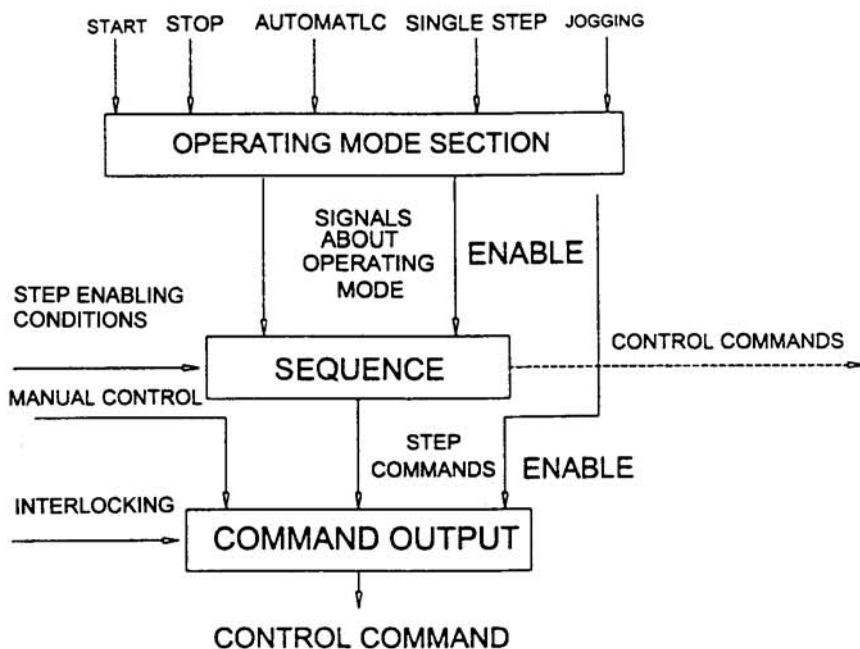 START STOP AUTOMATLC SINGLE STEP JOGGING
OPERATING MODE SECTION
SIGNALS
ABOUT
OPERATING
MODE
ENABLE
STEP ENABLING
CONDITIONS
SEQUENCE
CONTROL COMMANDS
MANUAL CONTROL
STEP
COMMANDS
ENABLE
INTERLOCKING
COMMAND OUTPUT
CONTROL COMMAND